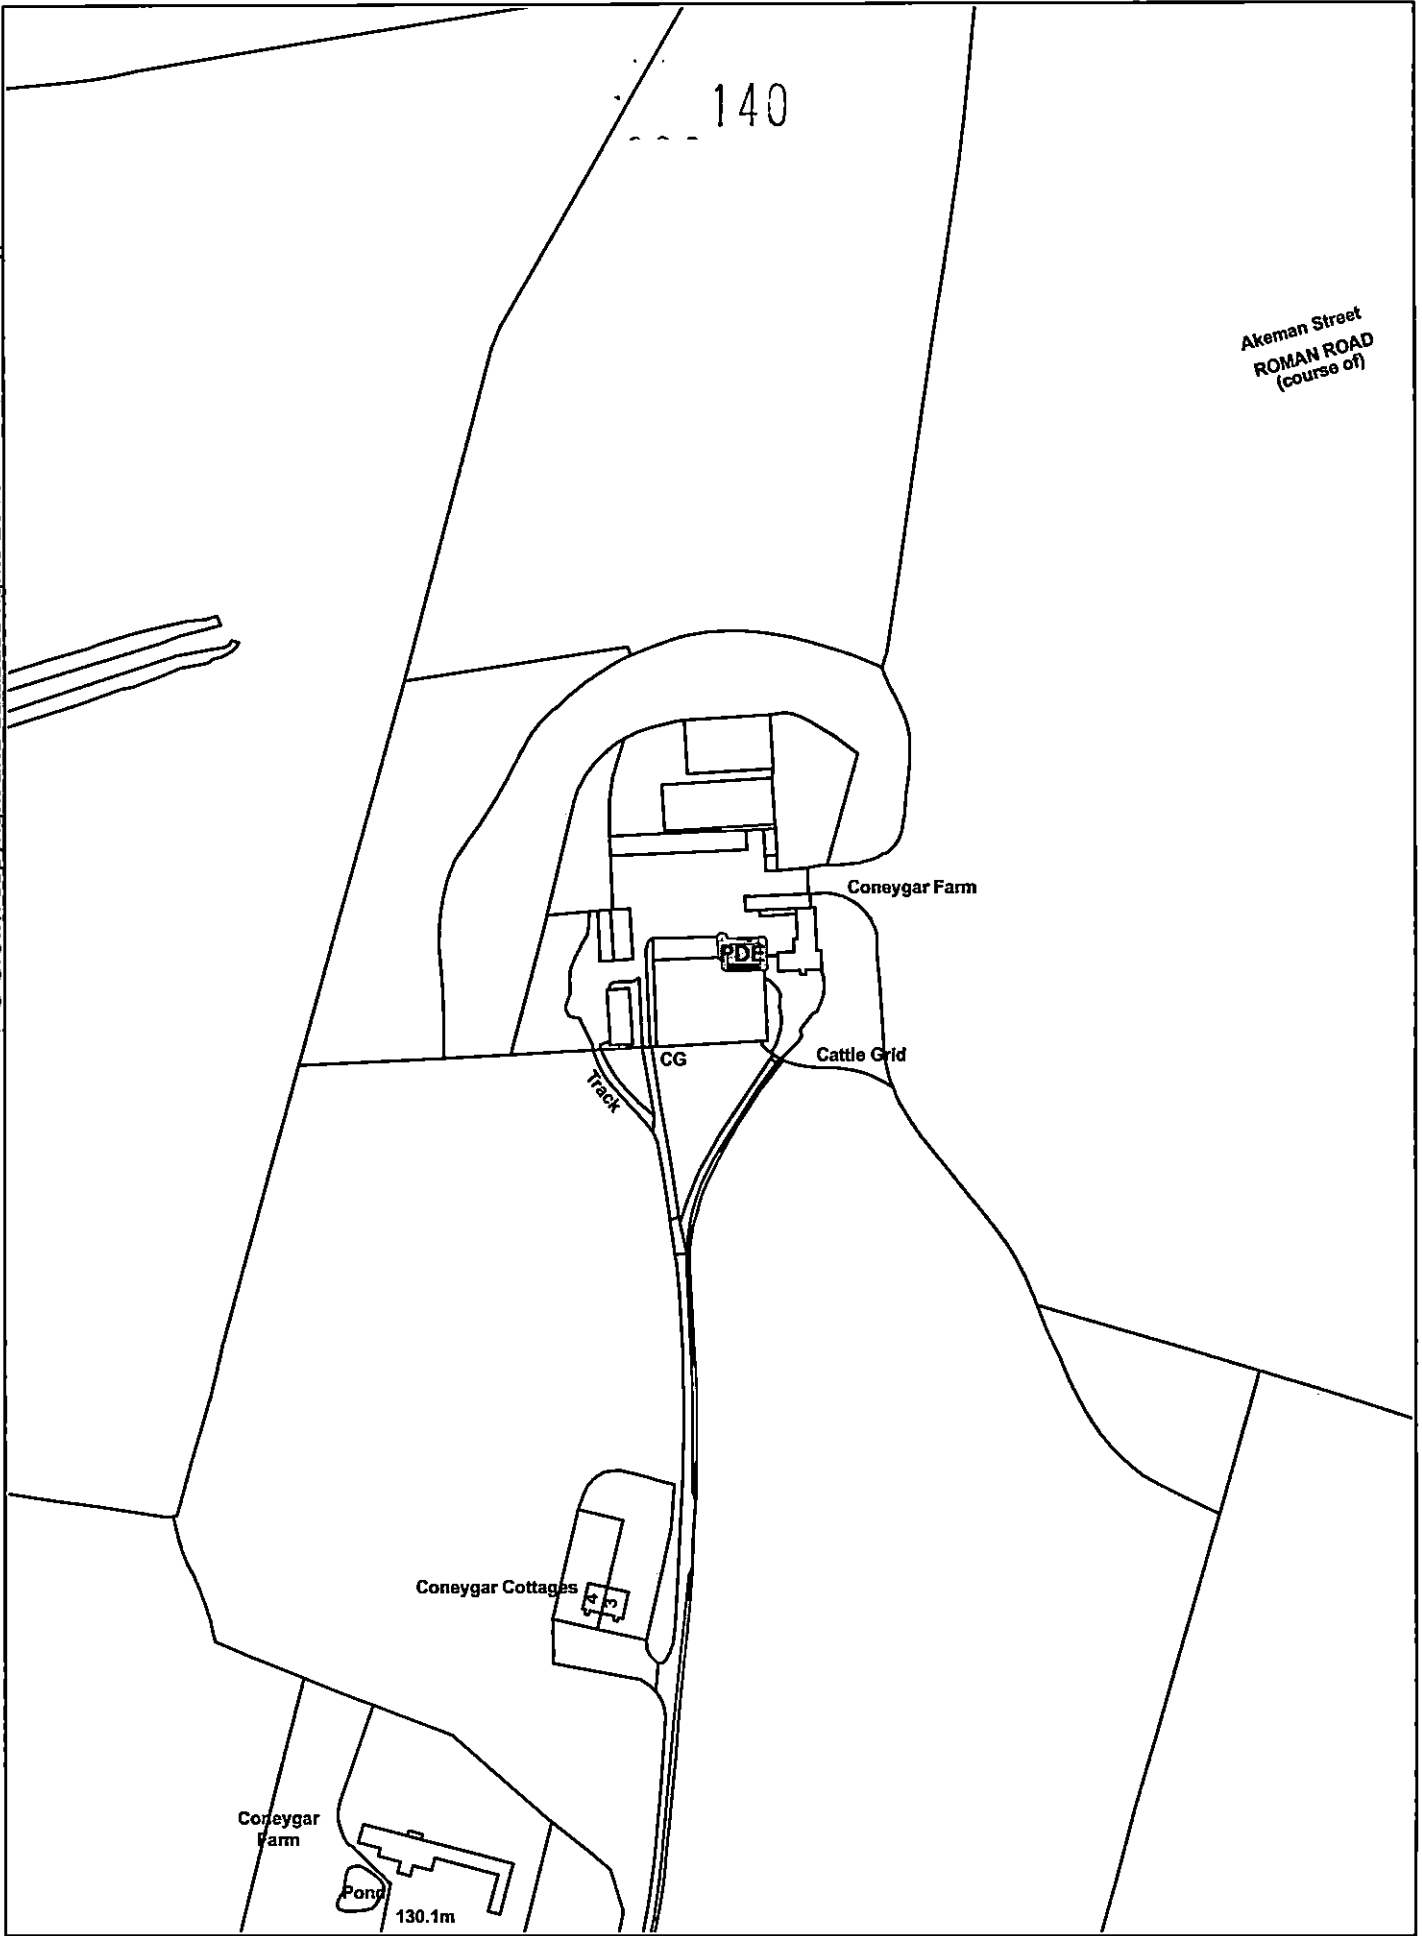 140
Akeman Street
ROMAN ROAD
(course of)
Coneygar Farm
PDE
CG
Cattle Grid
Track
Coneygar Cottages
4
3
Coneygar
Farm
Pond
130.1m